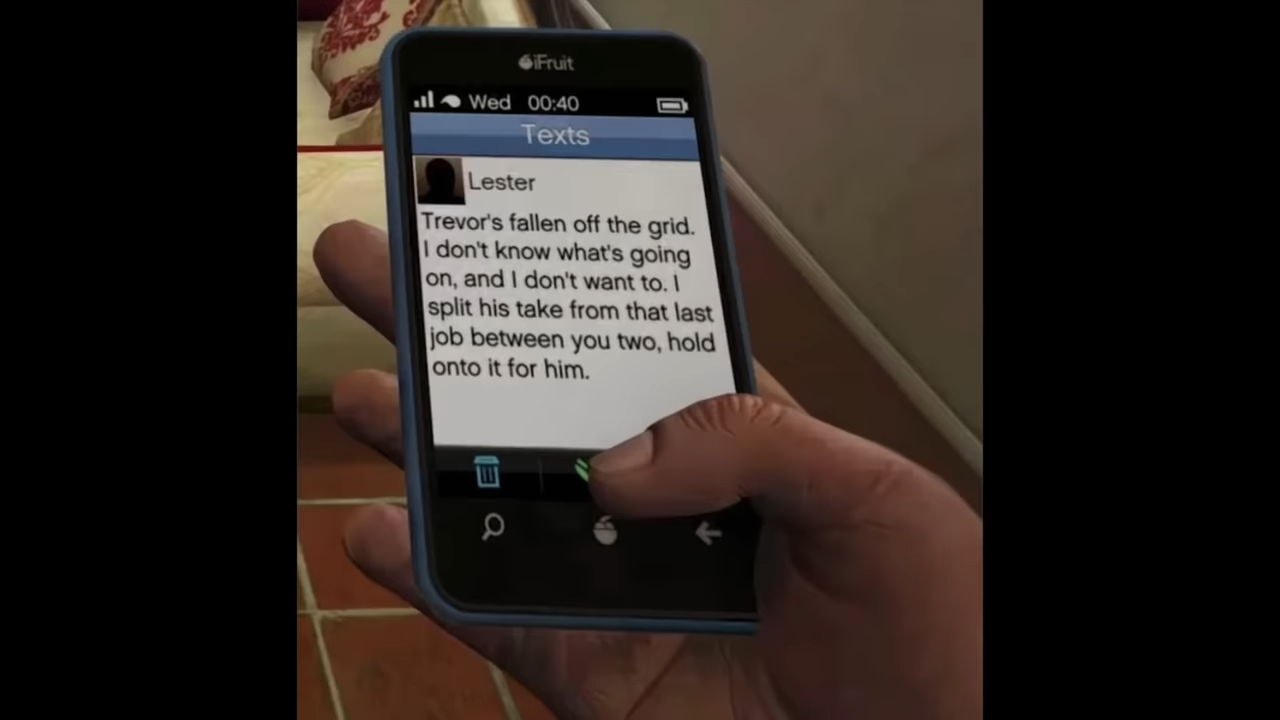 iFruit
Wed 00:40
Texts
Lester
Trevor's fallen off the grid.
I don't know what's going
on, and I don't want to. I
split his take from that last
job between you two, hold
onto it for him.